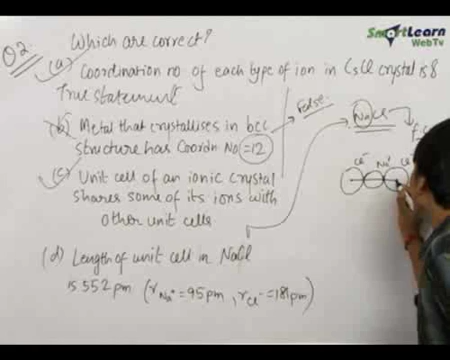 SmartLearn
WebTv
Q2. Which are correct?
(a) Coordination no of each type of ion in CsCl crystal is 8
True statement
(b) Metal that crystallises in bcc
structure has Coordn No = 12
False
(c) Unit cell of an ionic crystal
shares some of its ions with
other unit cells
(d) Length of unit cell in NaCl
is 552 pm (rNa+ = 95 pm, rCl- = 181 pm)
NaCl
Cl- Na+